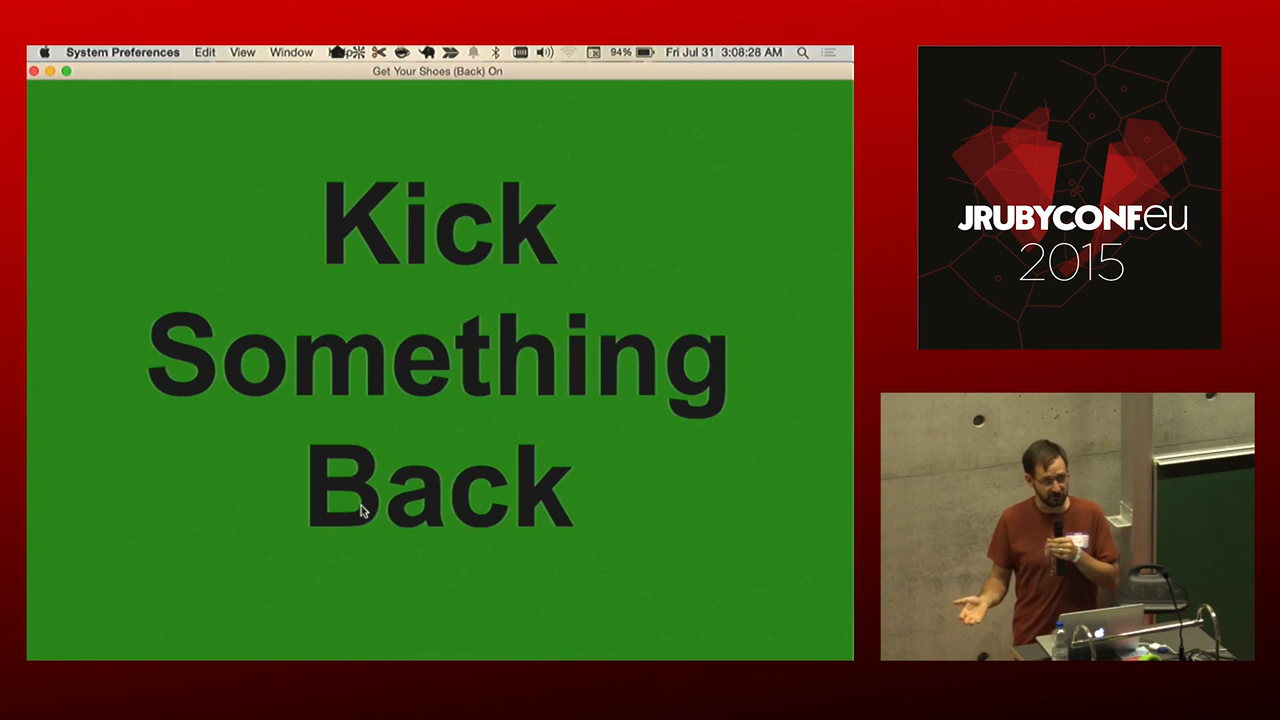 System Preferences Edit View Window 94% Fri Jul 31 3:08:28 AM
Get Your Shoes (Back) On
Kick
Something
Back
JRUBYCONF.eu
2015